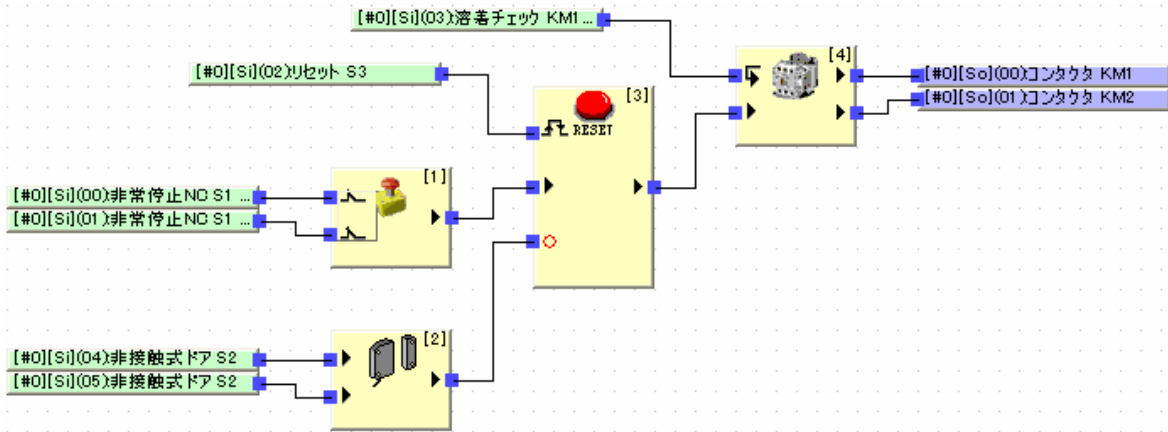 [#0][Si](03):溶着チェック KM1 ...
[4]
[#0][Si](02):リセット S3
[#0][So](00):コンタクタ KM1
[3]
[#0][So](01):コンタクタ KM2
RESET
[1]
[#0][Si](00):非常停止NC S1 ...
[#0][Si](01):非常停止NC S1 ...
[2]
[#0][Si](04):非接触式ドア S2
[#0][Si](05):非接触式ドア S2